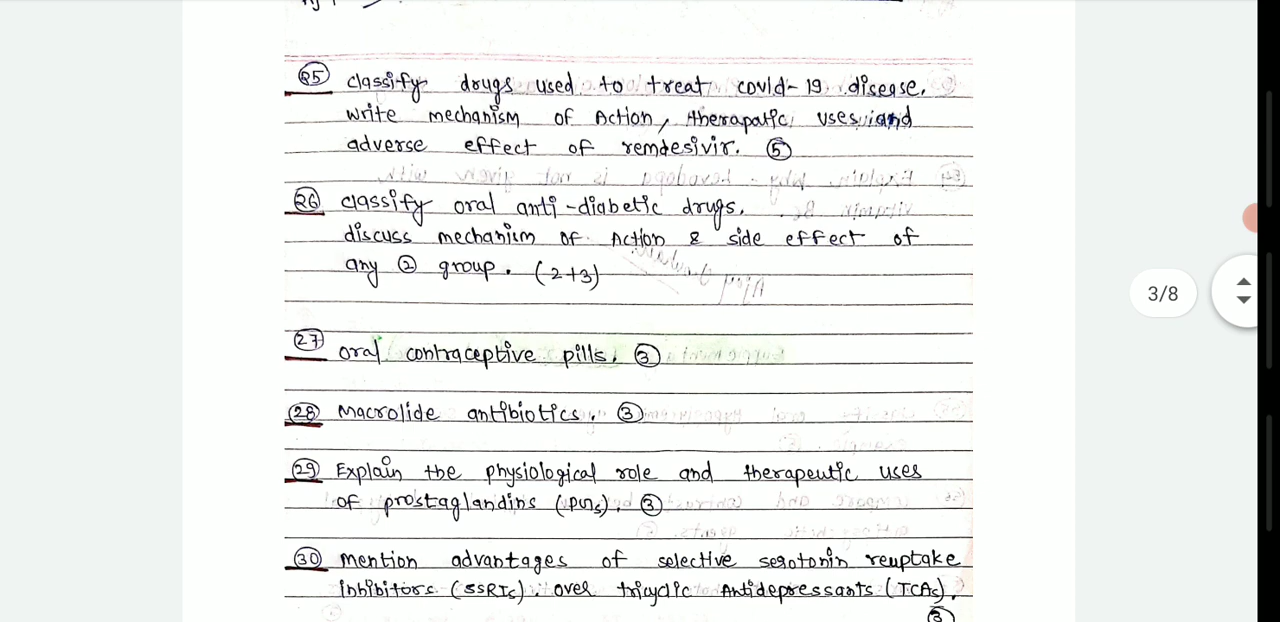 25 classify drugs used to treat covid-19 disease.
write mechanism of Action, therapatic uses and
adverse effect of remdesivir. 5
26 classify oral anti-diabetic drugs.
discuss mechanism of Action & side effect of
any 2 group. (2+3)
3/8
27 oral contraceptive pills. 3
28 Macrolide antibiotics. 3
29 Explain the physiological role and therapeutic uses
of prostaglandins (PGs). 3
30 mention advantages of selective serotonin reuptake
inhibitors (SSRIs). over tricyclic Antidepressants (TCAs).
3